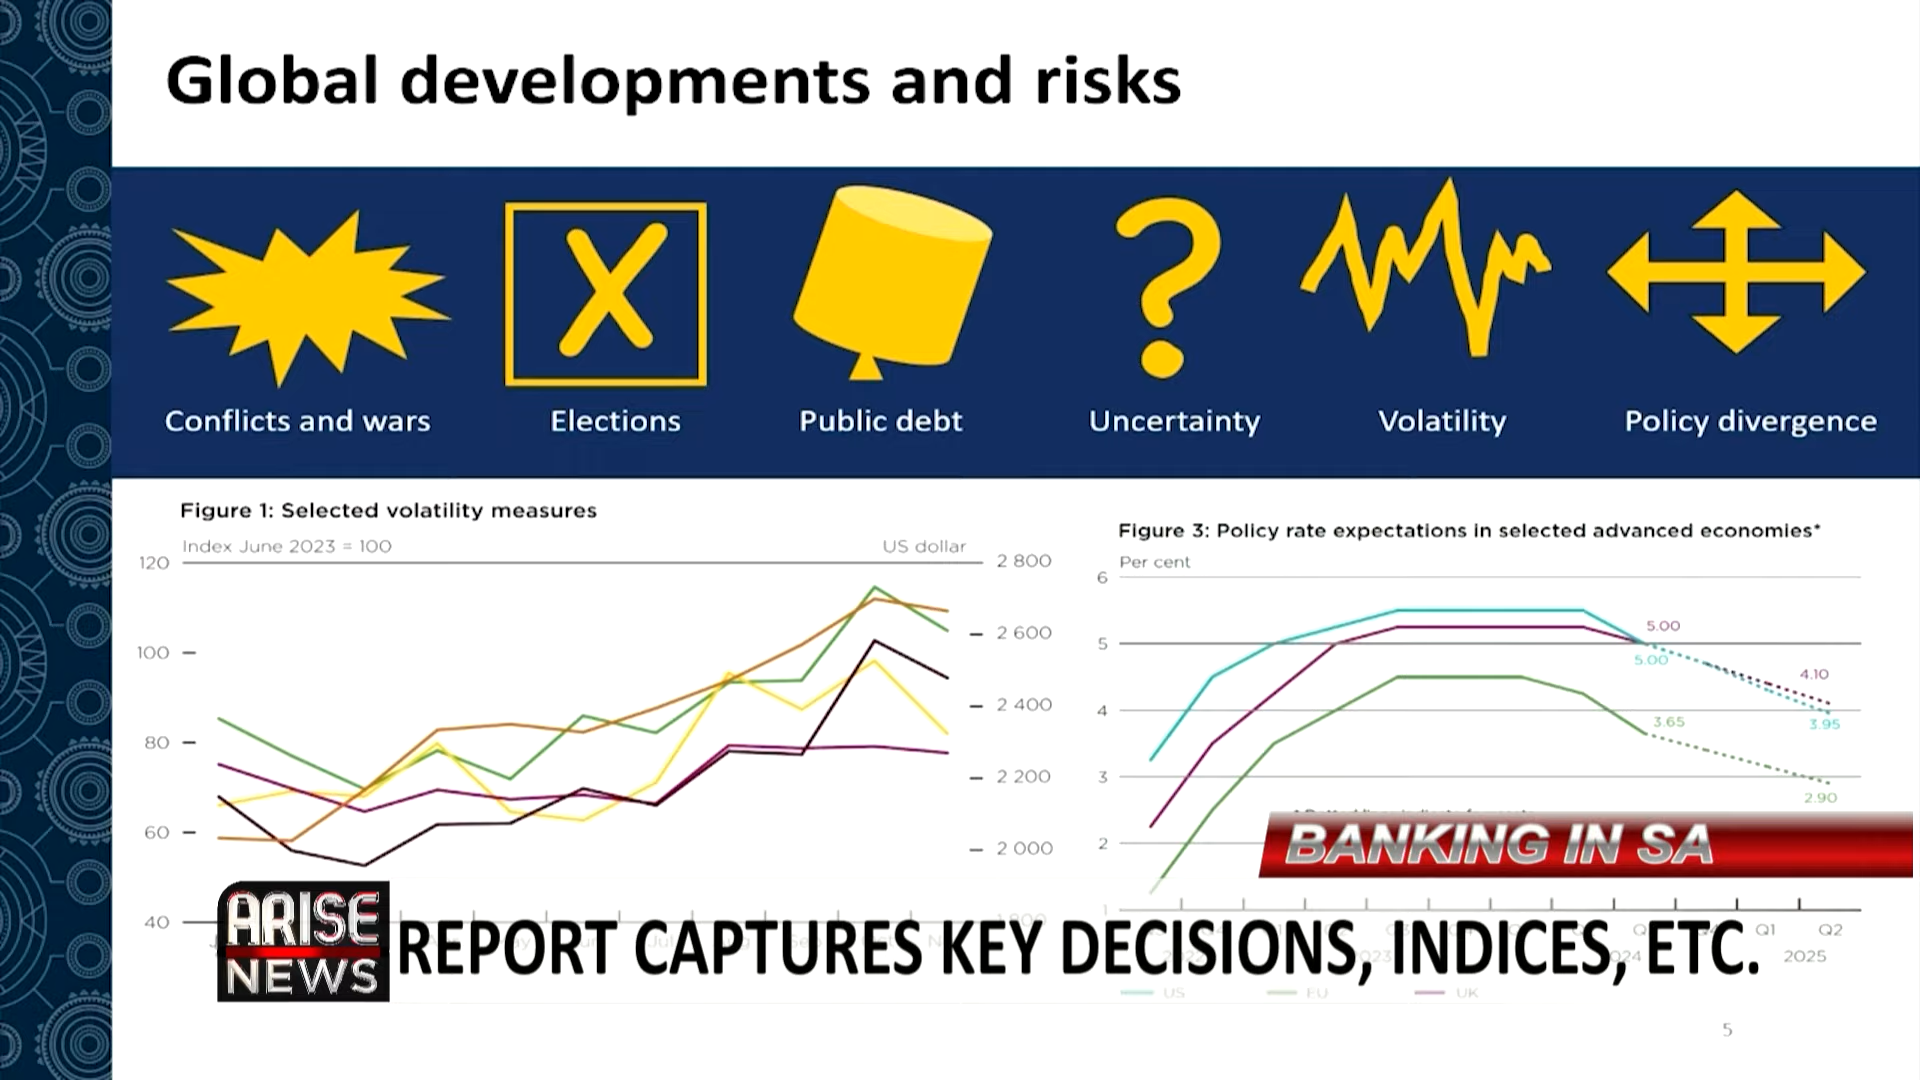 Global developments and risks
X
Conflicts and wars
Elections
Public debt
?
Uncertainty
Volatility
Policy divergence
Figure 1: Selected volatility measures
Index June 2023 = 100
US dollar
120
100
80
60
40
2 800
2 600
2 400
2 200
2 000
1 800
Figure 3: Policy rate expectations in selected advanced economies*
Per cent
6
5
4
3
2
1
5.00
5.00
4.10
3.95
3.65
2.90
Q1
Q2
2025
US
EU
UK
BANKING IN SA
ARISE
NEWS
REPORT CAPTURES KEY DECISIONS, INDICES, ETC.
5